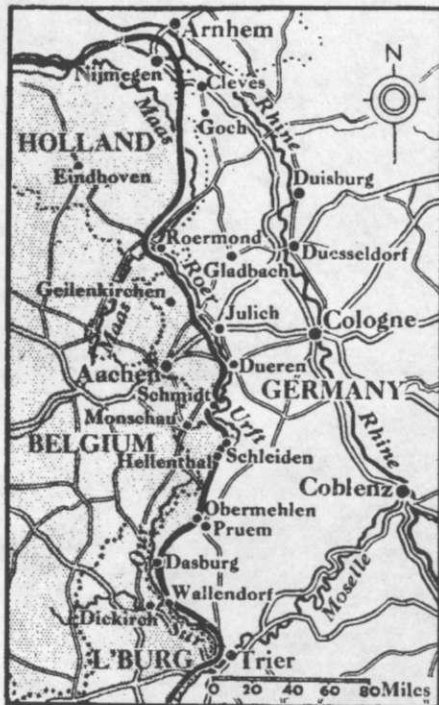 Arnhem
N
Nijmegen
Cleves
Maas
Rhine
Goch
HOLLAND
Eindhoven
Duisburg
Roermond
Duesseldorf
Gladbach
Roer
Geilenkirchen
Maas
Julich
Cologne
Aachen
Dueren
Schmidt
GERMANY
Monschau
Urft
Rhine
BELGIUM
Hellenthal
Schleiden
Coblenz
Obermehlen
Pruem
Dasburg
Moselle
Wallendorf
Diekirch
Sur
L'BURG
Trier
0 20 40 60 80 Miles